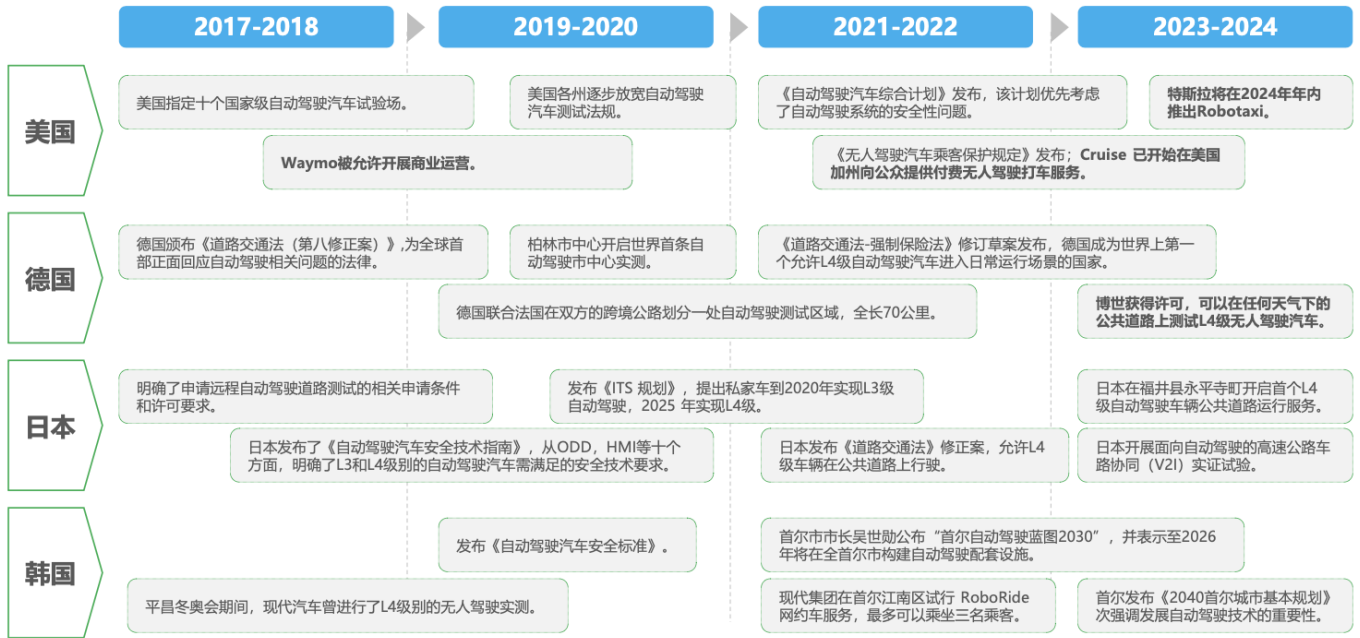 2017-2018
2019-2020
2021-2022
2023-2024
美国
美国指定十个国家级自动驾驶汽车试验场。
美国各州逐步放宽自动驾驶
汽车测试法规。
《自动驾驶汽车综合计划》发布，该计划优先考虑
了自动驾驶系统的安全性问题。
特斯拉将在2024年年内
推出Robotaxi。
Waymo被允许开展商业运营。
《无人驾驶汽车乘客保护规定》发布；Cruise 已开始在美国
加州向公众提供付费无人驾驶打车服务。
德国
德国颁布《道路交通法（第八修正案）》,为全球首
部正面回应自动驾驶相关问题的法律。
柏林市中心开启世界首条自
动驾驶市中心实测。
《道路交通法-强制保险法》修订草案发布，德国成为世界上第一
个允许L4级自动驾驶汽车进入日常运行场景的国家。
德国联合法国在双方的跨境公路划分一处自动驾驶测试区域，全长70公里。
博世获得许可，可以在任何天气下的
公共道路上测试L4级无人驾驶汽车。
日本
明确了申请远程自动驾驶道路测试的相关申请条件
和许可要求。
发布《ITS 规划》，提出私家车到2020年实现L3级
自动驾驶，2025 年实现L4级。
日本在福井县永平寺町开启首个L4
级自动驾驶车辆公共道路运行服务。
日本发布了《自动驾驶汽车安全技术指南》，从ODD，HMI等十个
方面，明确了L3和L4级别的自动驾驶汽车需满足的安全技术要求。
日本发布《道路交通法》修正案，允许L4
级车辆在公共道路上行驶。
日本开展面向自动驾驶的高速公路车
路协同（V2I）实证试验。
韩国
发布《自动驾驶汽车安全标准》。
首尔市市长吴世勋公布“首尔自动驾驶蓝图2030”，并表示至2026
年将在全首尔市构建自动驾驶配套设施。
平昌冬奥会期间，现代汽车曾进行了L4级别的无人驾驶实测。
现代集团在首尔江南区试行 RoboRide
网约车服务，最多可以乘坐三名乘客。
首尔发布《2040首尔城市基本规划》
次强调发展自动驾驶技术的重要性。